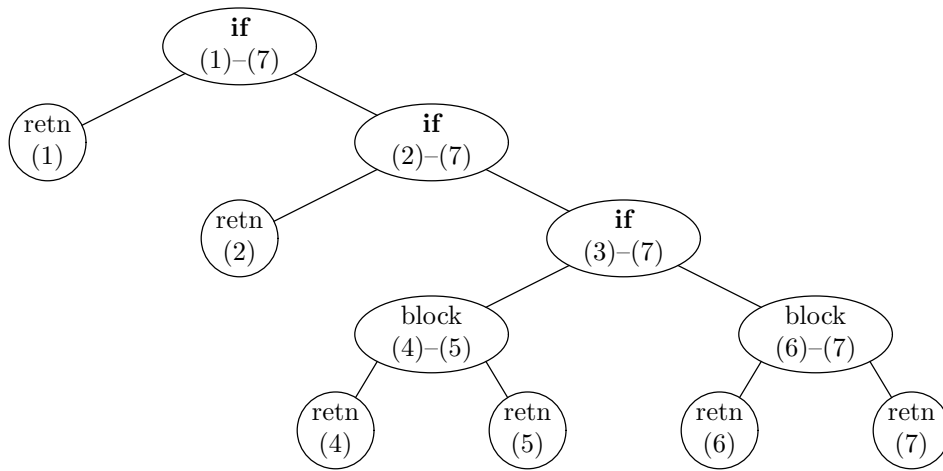 if
(1)–(7)
retn
(1)
if
(2)–(7)
retn
(2)
if
(3)–(7)
block
(4)–(5)
block
(6)–(7)
retn
(4)
retn
(5)
retn
(6)
retn
(7)